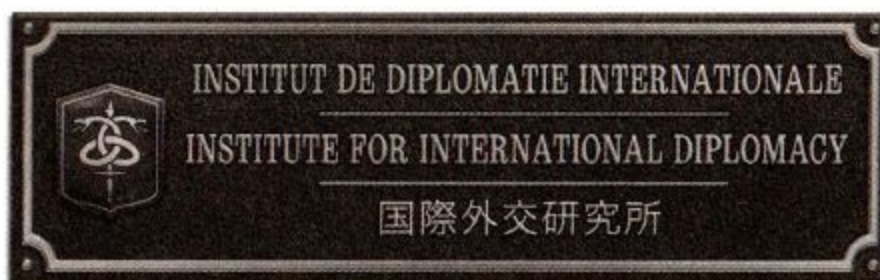 INSTITUT DE DIPLOMATIE INTERNATIONALE
INSTITUTE FOR INTERNATIONAL DIPLOMACY
国際外交研究所